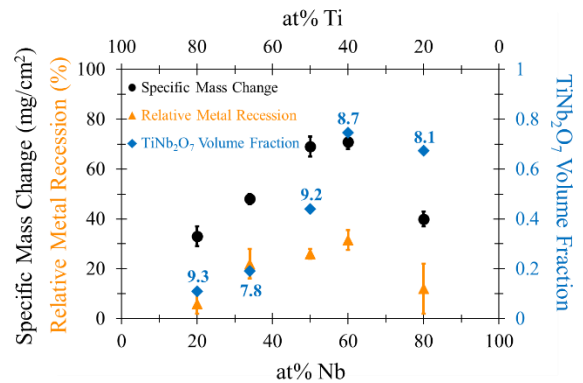 at% Ti
100 80 60 40 20 0
Specific Mass Change (mg/cm²)
Relative Metal Recession (%)
100
80
60
40
20
0
Specific Mass Change
Relative Metal Recession
TiNb₂O₇ Volume Fraction
9.3
7.8
9.2
8.7
8.1
1
0.8
0.6
0.4
0.2
0
TiNb₂O₇ Volume Fraction
0 20 40 60 80 100
at% Nb